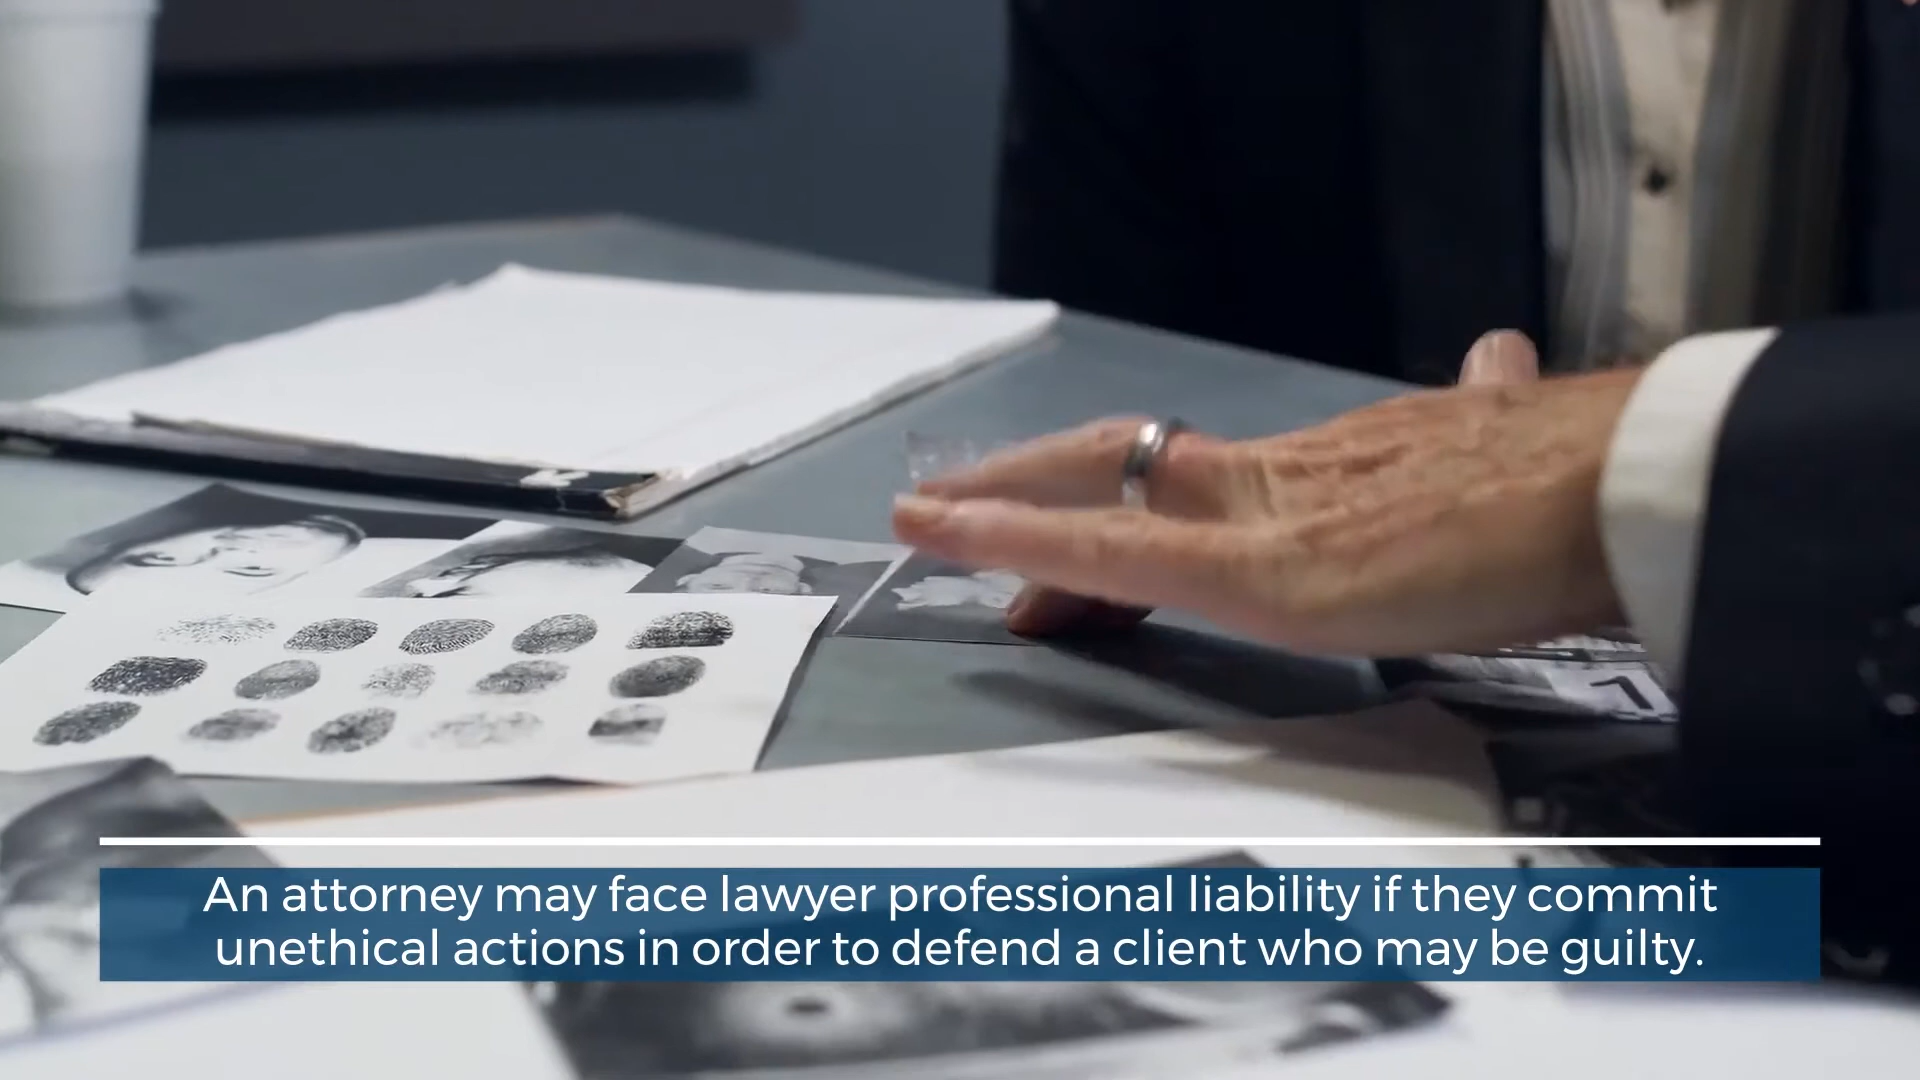 1
An attorney may face lawyer professional liability if they commit
unethical actions in order to defend a client who may be guilty.